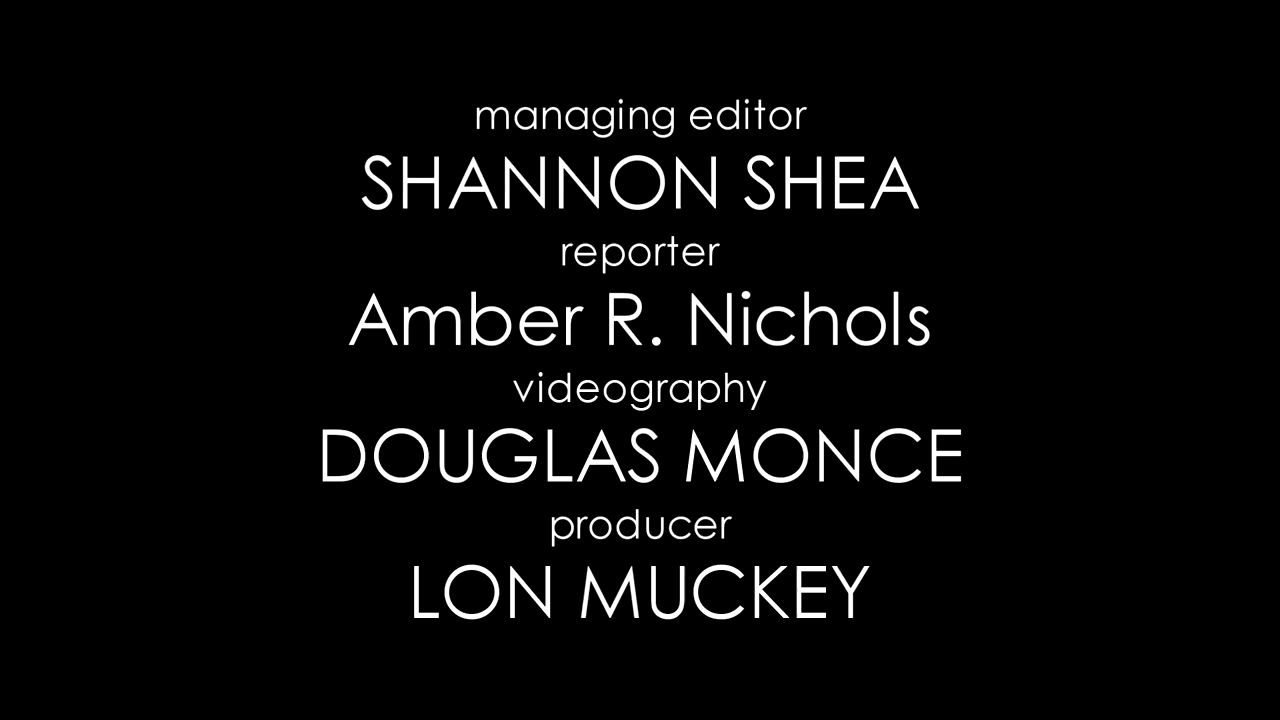 managing editor
SHANNON SHEA
reporter
Amber R. Nichols
videography
DOUGLAS MONCE
producer
LON MUCKEY